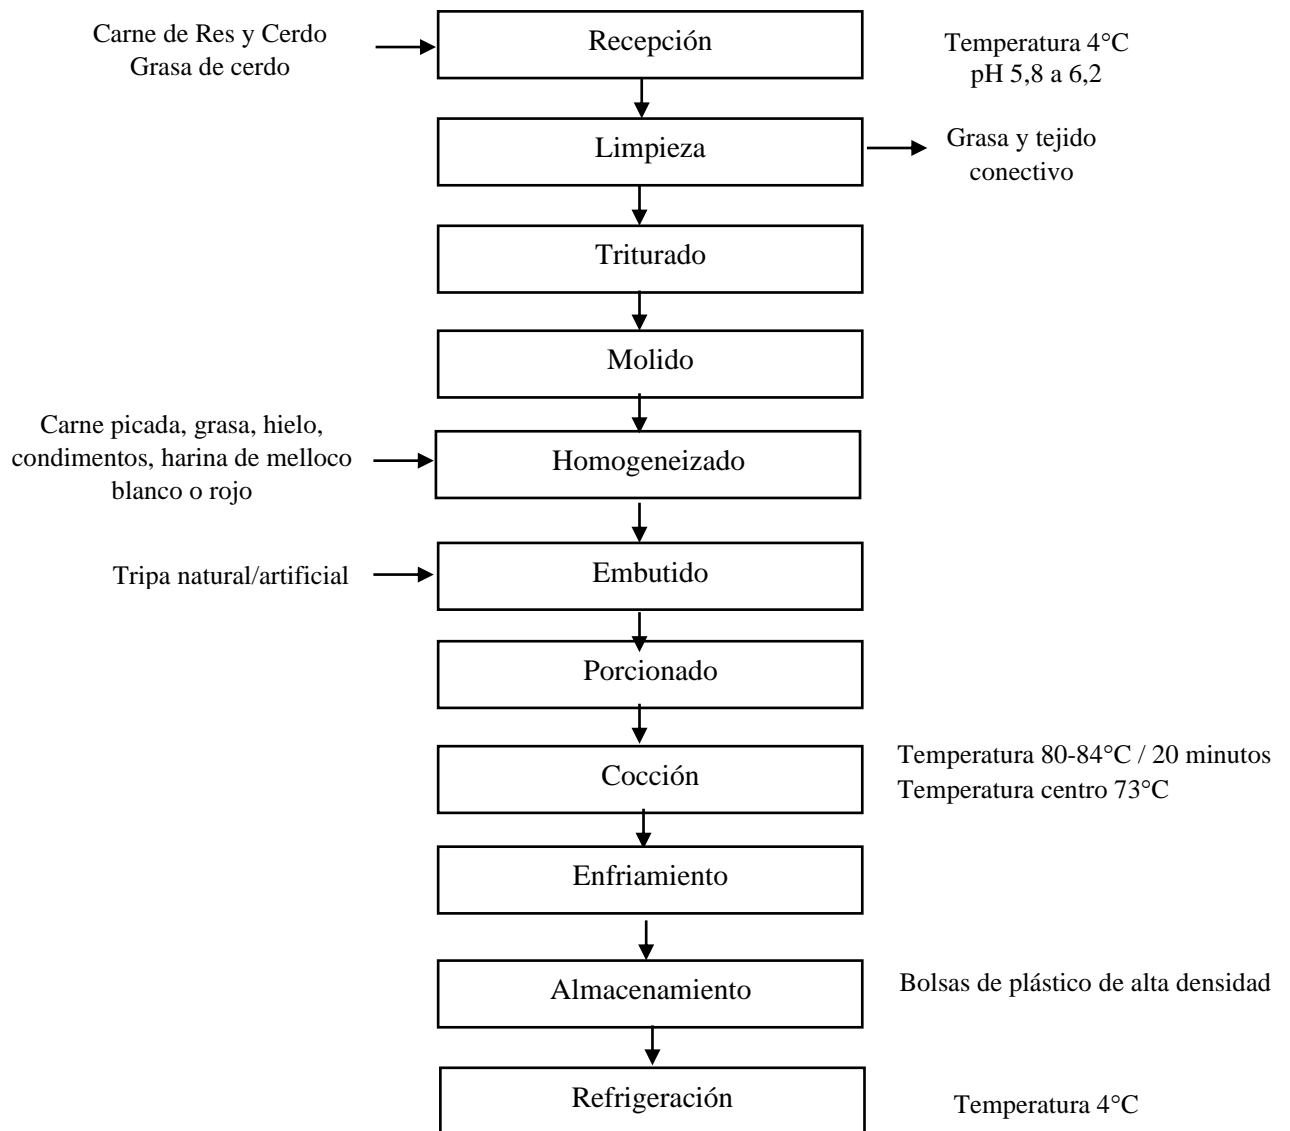 Carne de Res y Cerdo
Grasa de cerdo
Recepción
Temperatura 4°C
pH 5,8 a 6,2
Limpieza
Grasa y tejido
conectivo
Triturado
Molido
Carne picada, grasa, hielo,
condimentos, harina de melloco
blanco o rojo
Homogeneizado
Tripa natural/artificial
Embutido
Porcionado
Cocción
Temperatura 80-84°C / 20 minutos
Temperatura centro 73°C
Enfriamiento
Almacenamiento
Bolsas de plástico de alta densidad
Refrigeración
Temperatura 4°C